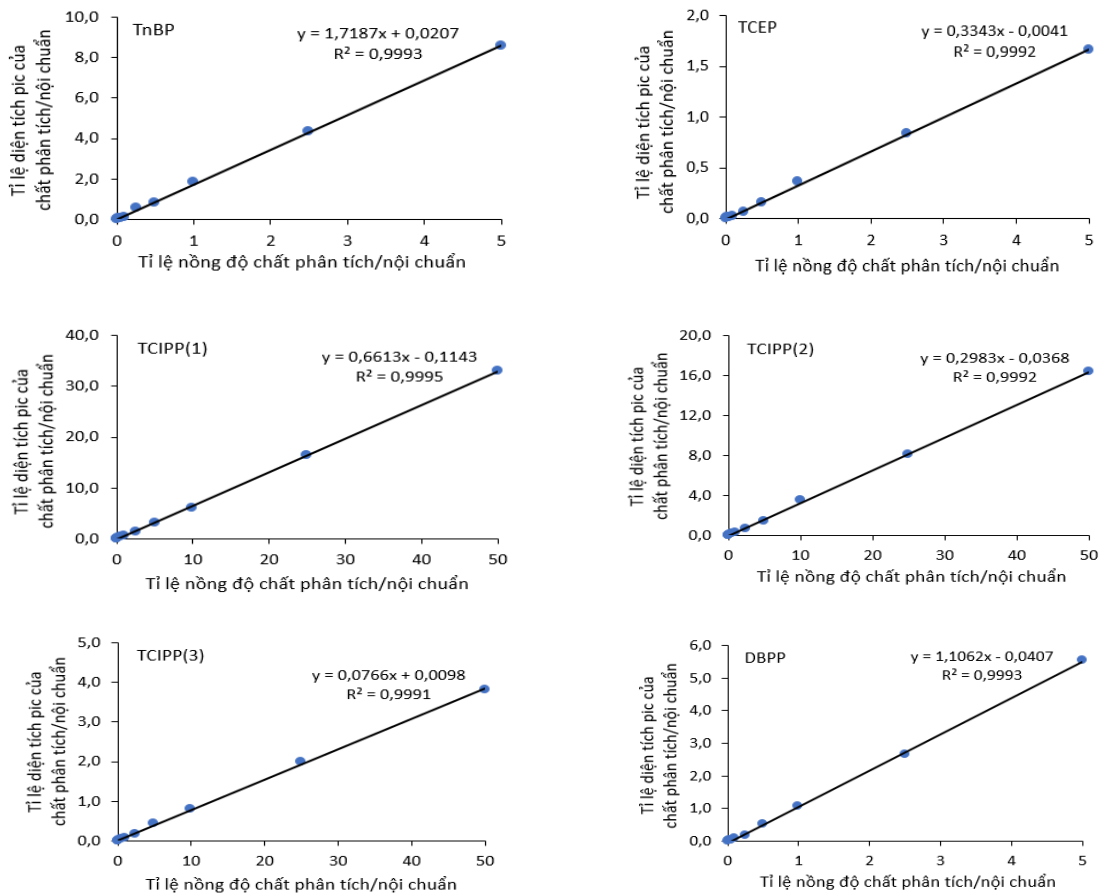 TnBP
y = 1,7187x + 0,0207
R² = 0,9993
10,0
8,0
6,0
4,0
2,0
0,0
0 1 2 3 4 5
Tỉ lệ diện tích pic của
chất phân tích/nội chuẩn
Tỉ lệ nồng độ chất phân tích/nội chuẩn
TCEP
y = 0,3343x - 0,0041
R² = 0,9992
2,0
1,5
1,0
0,5
0,0
0 1 2 3 4 5
Tỉ lệ diện tích pic của
chất phân tích/nội chuẩn
Tỉ lệ nồng độ chất phân tích/nội chuẩn
TCIPP(1)
y = 0,6613x - 0,1143
R² = 0,9995
40,0
30,0
20,0
10,0
0,0
0 10 20 30 40 50
Tỉ lệ diện tích pic của
chất phân tích/nội chuẩn
Tỉ lệ nồng độ chất phân tích/nội chuẩn
TCIPP(2)
y = 0,2983x - 0,0368
R² = 0,9992
20,0
16,0
12,0
8,0
4,0
0,0
0 10 20 30 40 50
Tỉ lệ diện tích pic của
chất phân tích/nội chuẩn
Tỉ lệ nồng độ chất phân tích/nội chuẩn
TCIPP(3)
y = 0,0766x + 0,0098
R² = 0,9991
5,0
4,0
3,0
2,0
1,0
0,0
0 10 20 30 40 50
Tỉ lệ diện tích pic của
chất phân tích/nội chuẩn
Tỉ lệ nồng độ chất phân tích/nội chuẩn
DBPP
y = 1,1062x - 0,0407
R² = 0,9993
6,0
5,0
4,0
3,0
2,0
1,0
0,0
0 1 2 3 4 5
Tỉ lệ diện tích pic của
chất phân tích/nội chuẩn
Tỉ lệ nồng độ chất phân tích/nội chuẩn